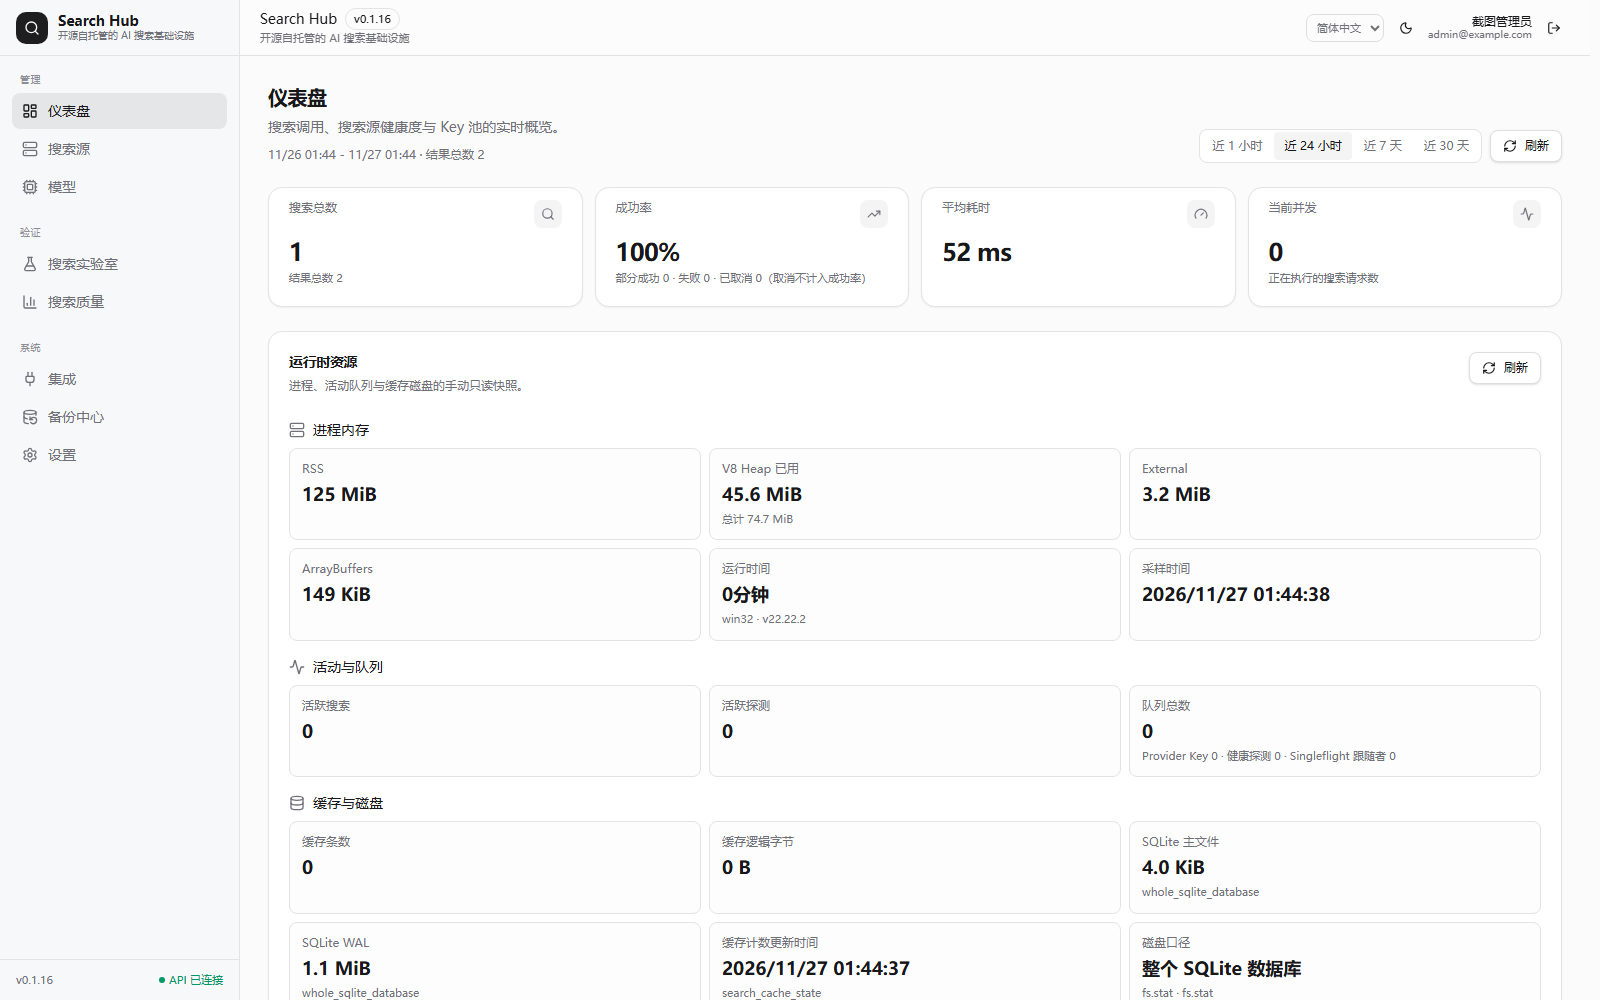 Search Hub
开源自托管的 AI 搜索基础设施
管理
仪表盘
搜索源
模型
验证
搜索实验室
搜索质量
系统
集成
备份中心
设置
v0.1.16
API 已连接
Search Hub v0.1.16
开源自托管的 AI 搜索基础设施
简体中文
截图管理员
admin@example.com
仪表盘
搜索调用、搜索源健康度与 Key 池的实时概览。
11/26 01:44 - 11/27 01:44 · 结果总数 2
近 1 小时 近 24 小时 近 7 天 近 30 天 刷新
搜索总数
1
结果总数 2
成功率
100%
部分成功 0 · 失败 0 · 已取消 0（取消不计入成功率）
平均耗时
52 ms
当前并发
0
正在执行的搜索请求数
运行时资源
进程、活动队列与缓存磁盘的手动只读快照。
刷新
进程内存
RSS
125 MiB
V8 Heap 已用
45.6 MiB
总计 74.7 MiB
External
3.2 MiB
ArrayBuffers
149 KiB
运行时间
0分钟
win32 · v22.22.2
采样时间
2026/11/27 01:44:38
活动与队列
活跃搜索
0
活跃探测
0
队列总数
0
Provider Key 0 · 健康探测 0 · Singleflight 跟随者 0
缓存与磁盘
缓存条数
0
缓存逻辑字节
0 B
SQLite 主文件
4.0 KiB
whole_sqlite_database
SQLite WAL
1.1 MiB
whole_sqlite_database
缓存计数更新时间
2026/11/27 01:44:37
search_cache_state
磁盘口径
整个 SQLite 数据库
fs.stat · fs.stat